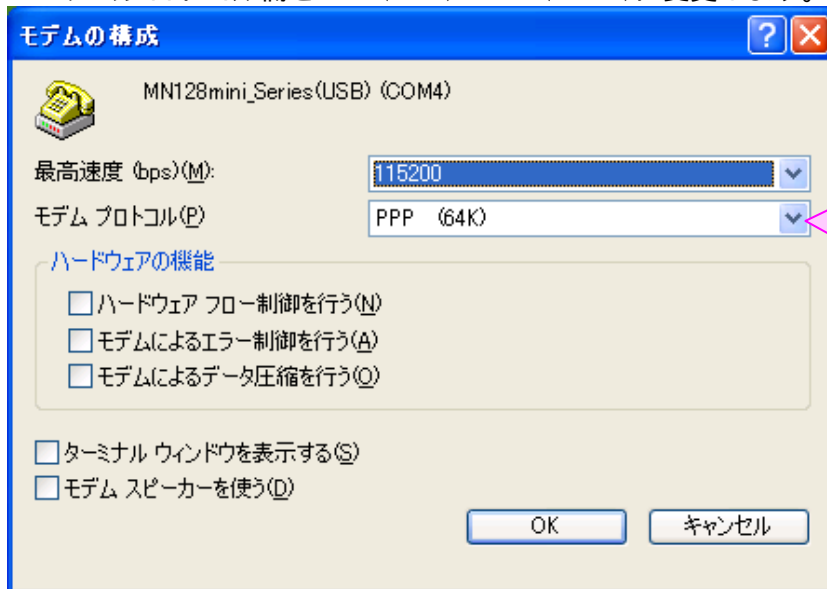 モデムの構成
MN128mini_Series(USB) (COM4)
最高速度 (bps)(M):
115200
モデム プロトコル(P)
PPP (64K)
ハードウェアの機能
ハードウェア フロー制御を行う(N)
モデムによるエラー制御を行う(A)
モデムによるデータ圧縮を行う(O)
ターミナル ウィンドウを表示する(S)
モデム スピーカーを使う(D)
OK
キャンセル